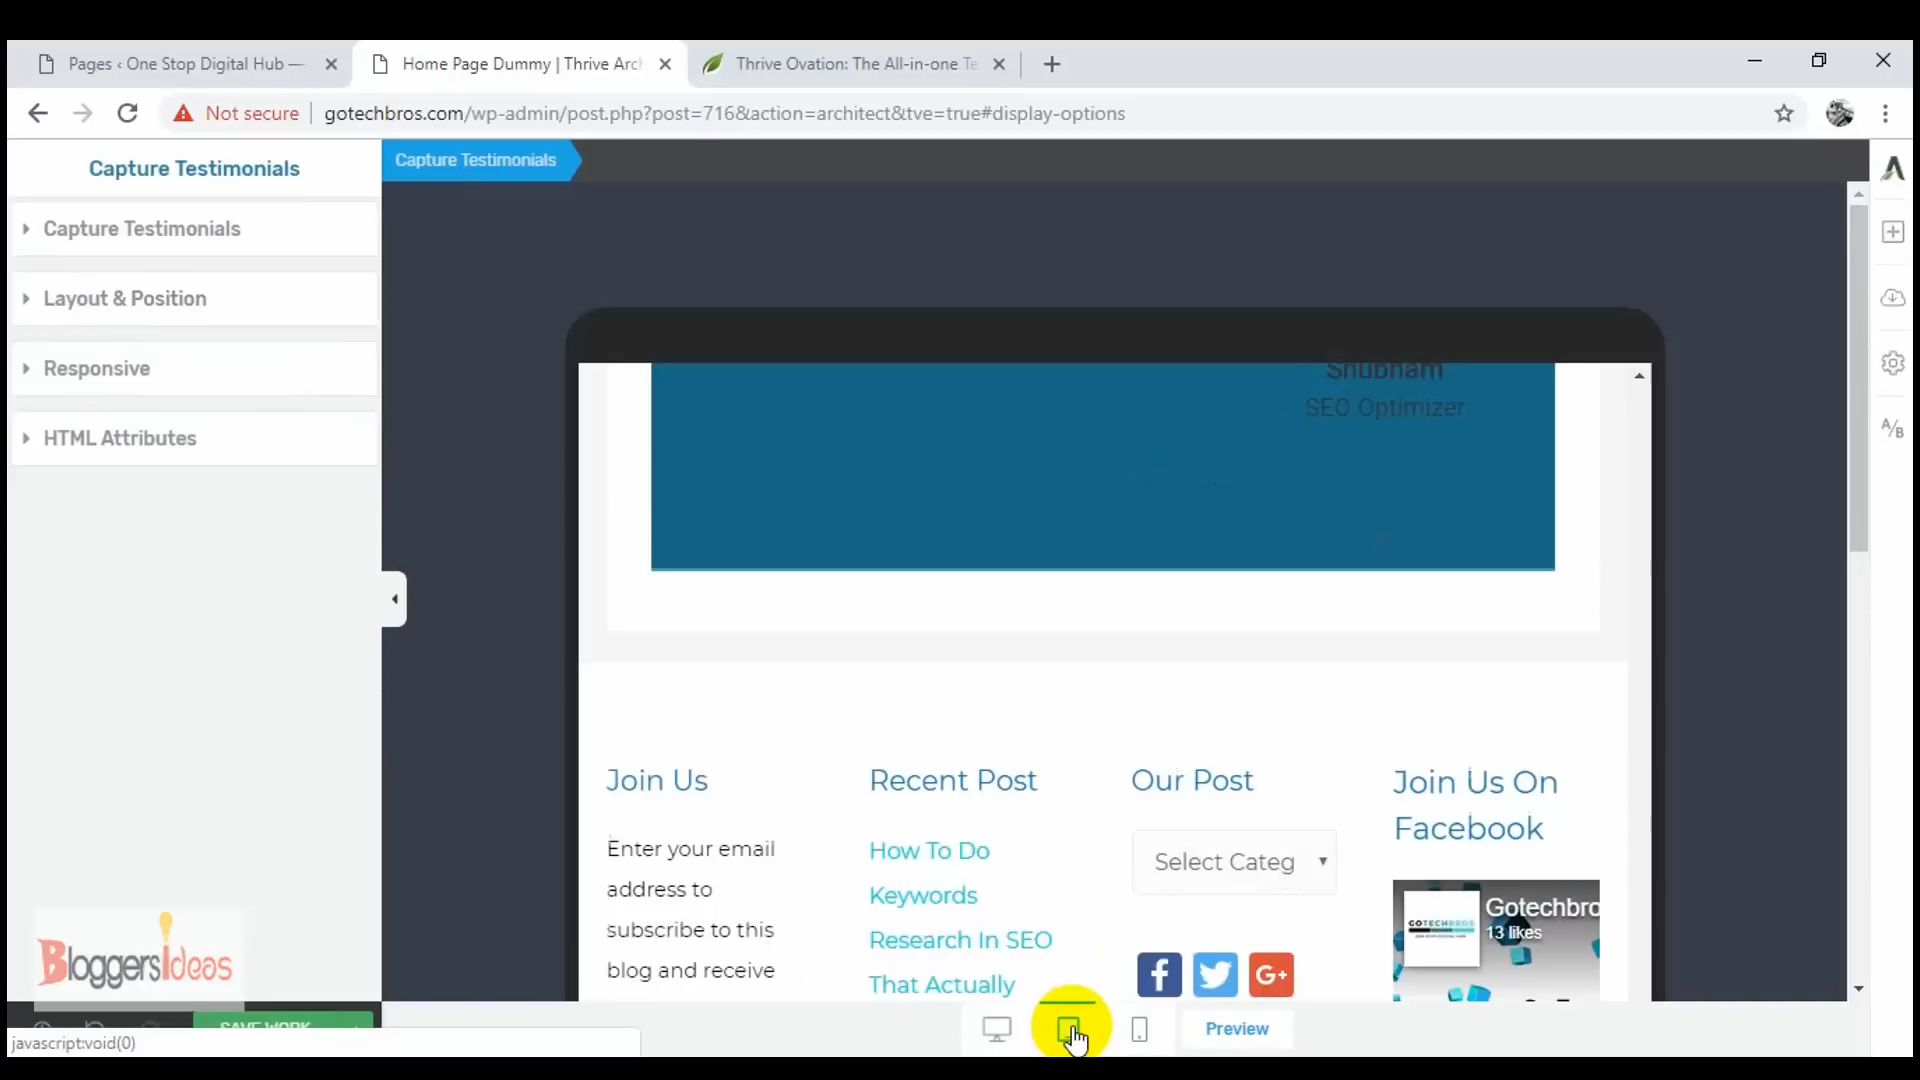 Pages ‹ One Stop Digital Hub —
Home Page Dummy | Thrive Arch
Thrive Ovation: The All-in-one Te
Not secure
gotechbros.com/wp-admin/post.php?post=716&action=architect&tve=true#display-options
Capture Testimonials
Capture Testimonials
Capture Testimonials
Layout & Position
Responsive
HTML Attributes
A/B
Shubham
SEO Optimizer
Join Us
Enter your email
address to
subscribe to this
blog and receive
Recent Post
How To Do
Keywords
Research In SEO
That Actually
Our Post
Select Categ
Join Us On
Facebook
GOTECHBROS
Gotechbro
13 likes
BloggersIdeas
SAVE WORK
javascript:void(0)
Preview